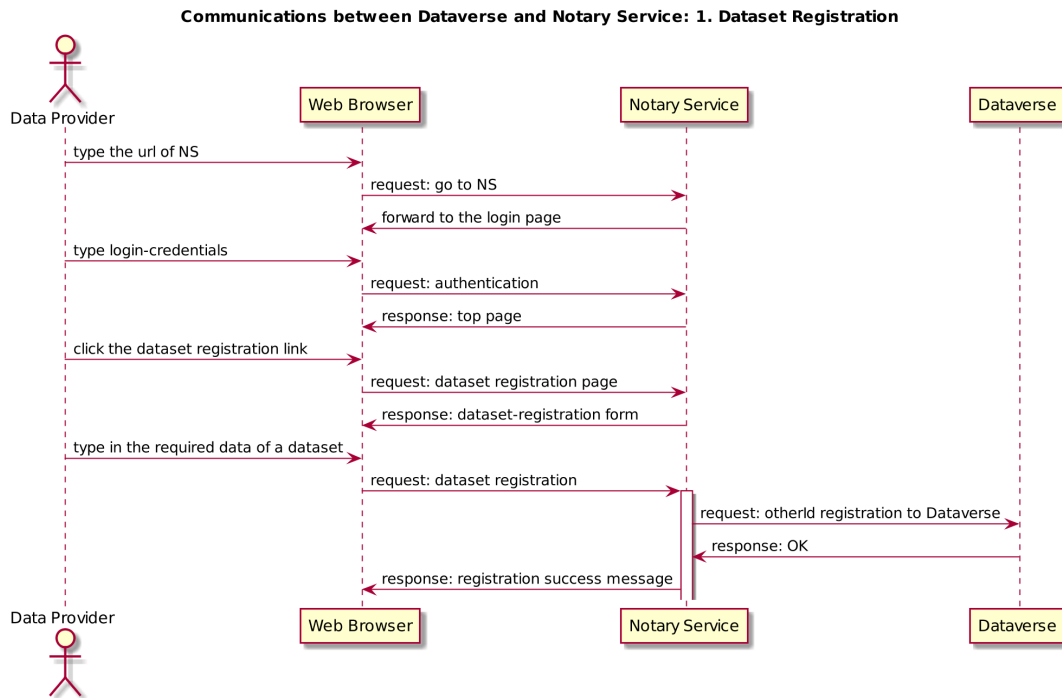 Communications between Dataverse and Notary Service: 1. Dataset Registration
Data Provider
Web Browser
Notary Service
Dataverse
type the url of NS
request: go to NS
forward to the login page
type login-credentials
request: authentication
response: top page
click the dataset registration link
request: dataset registration page
response: dataset-registration form
type in the required data of a dataset
request: dataset registration
request: otherId registration to Dataverse
response: OK
response: registration success message
Data Provider
Web Browser
Notary Service
Dataverse